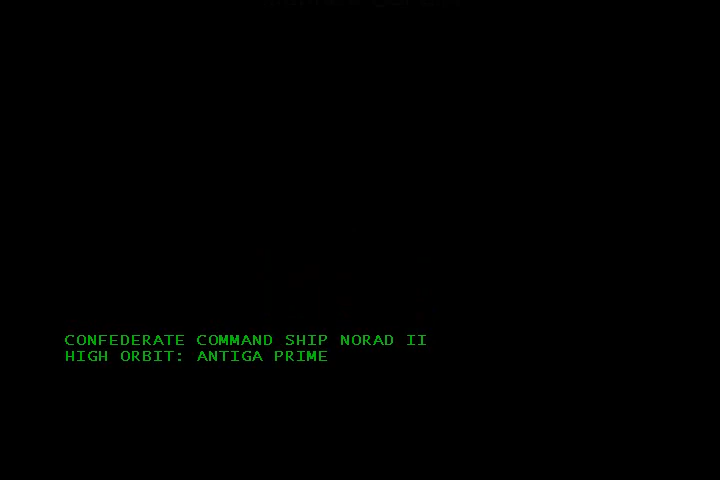 CONFEDERATE COMMAND SHIP NORAD II
HIGH ORBIT: ANTIGA PRIME